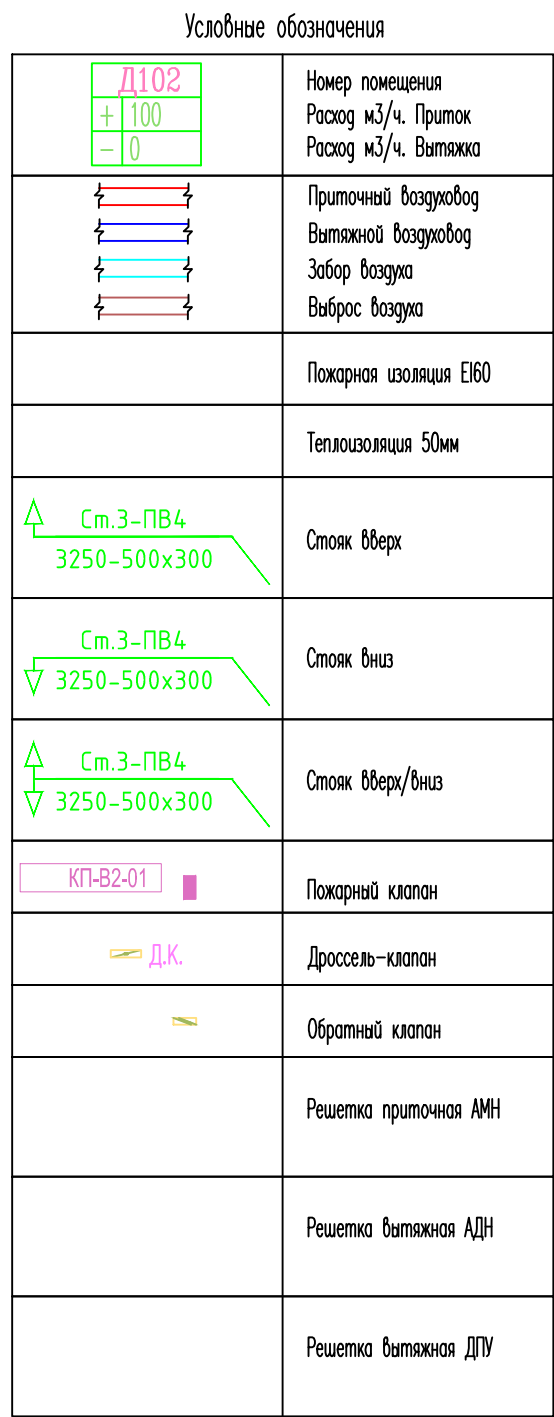 Условные обозначения
Д102
+ 100
- 0
Номер помещения
Расход м3/ч. Приток
Расход м3/ч. Вытяжка
Приточный воздуховод
Вытяжной воздуховод
Забор воздуха
Выброс воздуха
Пожарная изоляция EI60
Теплоизоляция 50мм
Ст.3-ПВ4
3250-500х300
Стояк вверх
Ст.3-ПВ4
3250-500х300
Стояк вниз
Ст.3-ПВ4
3250-500х300
Стояк вверх/вниз
КП-В2-01
Пожарный клапан
Д.К.
Дроссель-клапан
Обратный клапан
Решетка приточная АМН
Решетка вытяжная АДН
Решетка вытяжная ДПУ